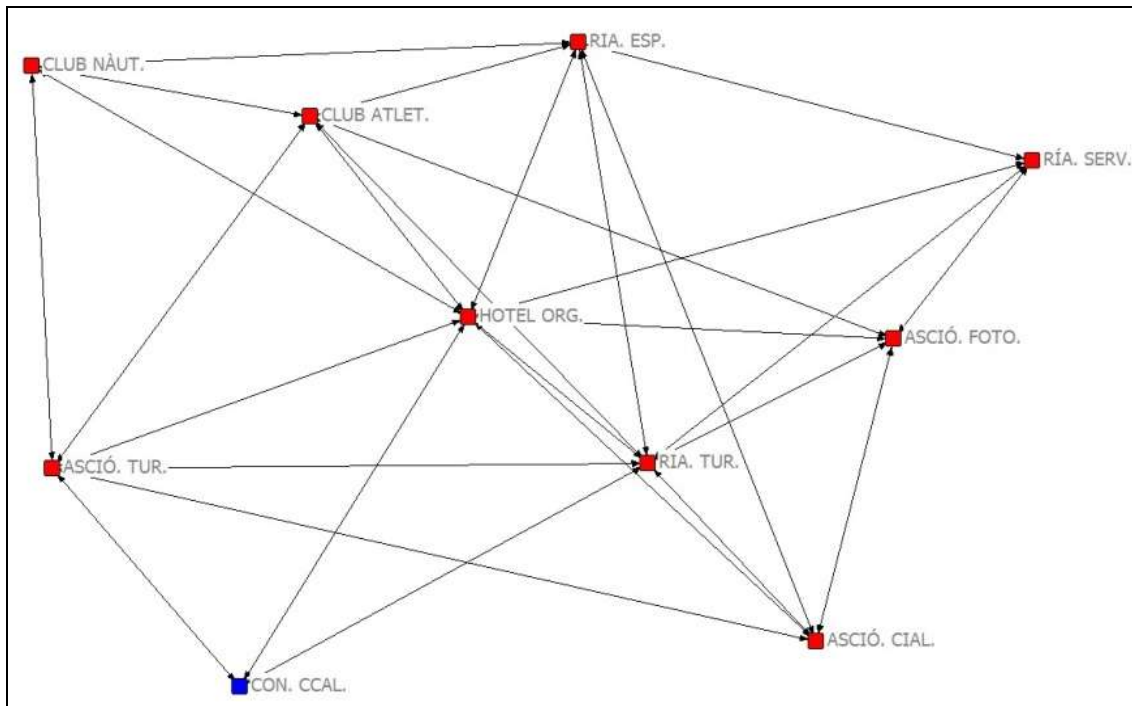 RIA. ESP.
CLUB NÀUT.
CLUB ATLET.
RÍA. SERV.
HOTEL ORG.
ASCIÓ. FOTO.
ASCIÓ. TUR.
RIA. TUR.
ASCIÓ. CIAL.
CON. CCAL.